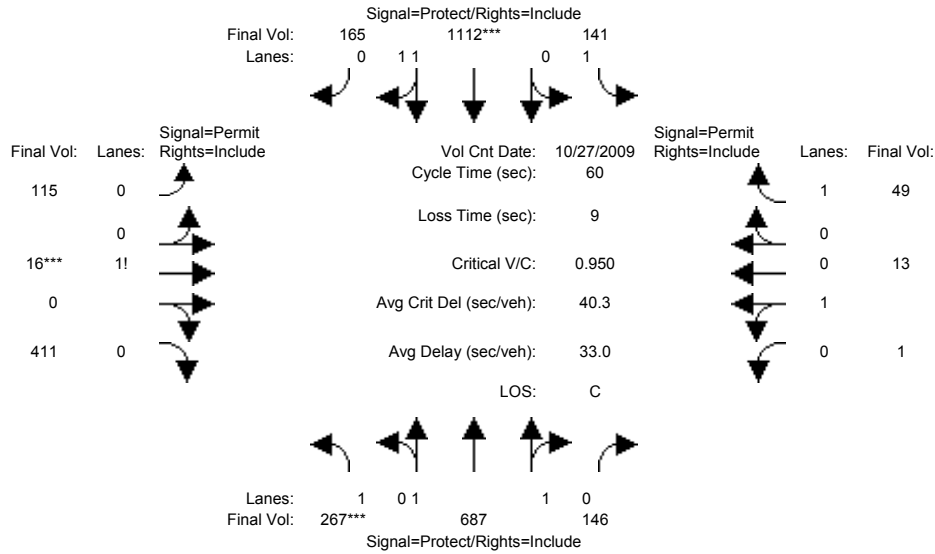 Signal=Protect/Rights=Include
Final Vol: 165 1112*** 141
Lanes: 0 1 1 0 1
Signal=Permit Signal=Permit
Final Vol: Lanes: Rights=Include Vol Cnt Date: 10/27/2009 Rights=Include Lanes: Final Vol:
Cycle Time (sec): 60
115 0 1 49
Loss Time (sec): 9
0 0
16*** 1! Critical V/C: 0.950 0 13
0 0 Avg Crit Del (sec/veh): 40.3 1
411 0 Avg Delay (sec/veh): 33.0 0 1
LOS: C
Lanes: 1 0 1 1 0
Final Vol: 267*** 687 146
Signal=Protect/Rights=Include